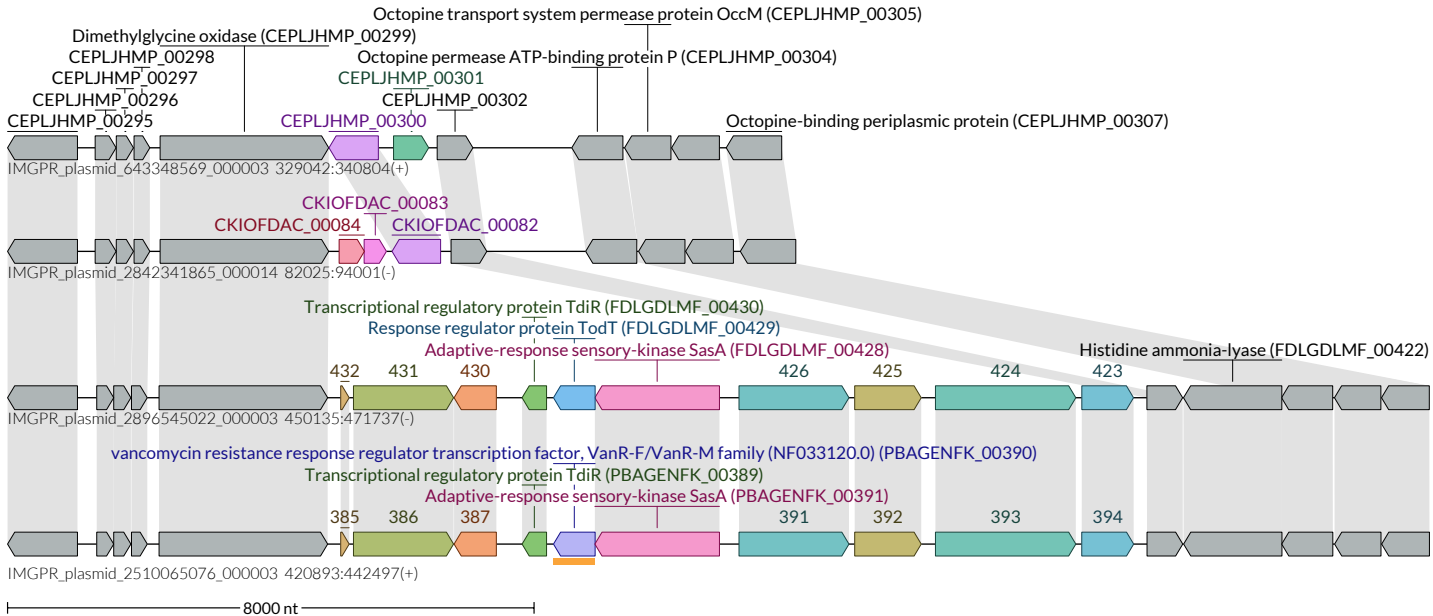 Octopine transport system permease protein OccM (CEPLJHMP_00305)
Dimethylglycine oxidase (CEPLJHMP_00299)
CEPLJHMP_00298
Octopine permease ATP-binding protein P (CEPLJHMP_00304)
CEPLJHMP_00297
CEPLJHMP_00301
CEPLJHMP_00296
CEPLJHMP_00302
CEPLJHMP_00295
CEPLJHMP_00300
Octopine-binding periplasmic protein (CEPLJHMP_00307)
IMGPR_plasmid_643348569_000003 329042:340804(+)
CKIOFDAC_00083
CKIOFDAC_00084
CKIOFDAC_00082
IMGPR_plasmid_2842341865_000014 82025:94001(-)
Transcriptional regulatory protein TdiR (FDLGDLMF_00430)
Response regulator protein TodT (FDLGDLMF_00429)
Adaptive-response sensory-kinase SasA (FDLGDLMF_00428)
Histidine ammonia-lyase (FDLGDLMF_00422)
432 431 430 426 425 424 423
IMGPR_plasmid_2896545022_000003 450135:471737(-)
vancomycin resistance response regulator transcription factor, VanR-F/VanR-M family (NF033120.0) (PBAGENFK_00390)
Transcriptional regulatory protein TdiR (PBAGENFK_00389)
Adaptive-response sensory-kinase SasA (PBAGENFK_00391)
385 386 387 391 392 393 394
IMGPR_plasmid_2510065076_000003 420893:442497(+)
8000 nt